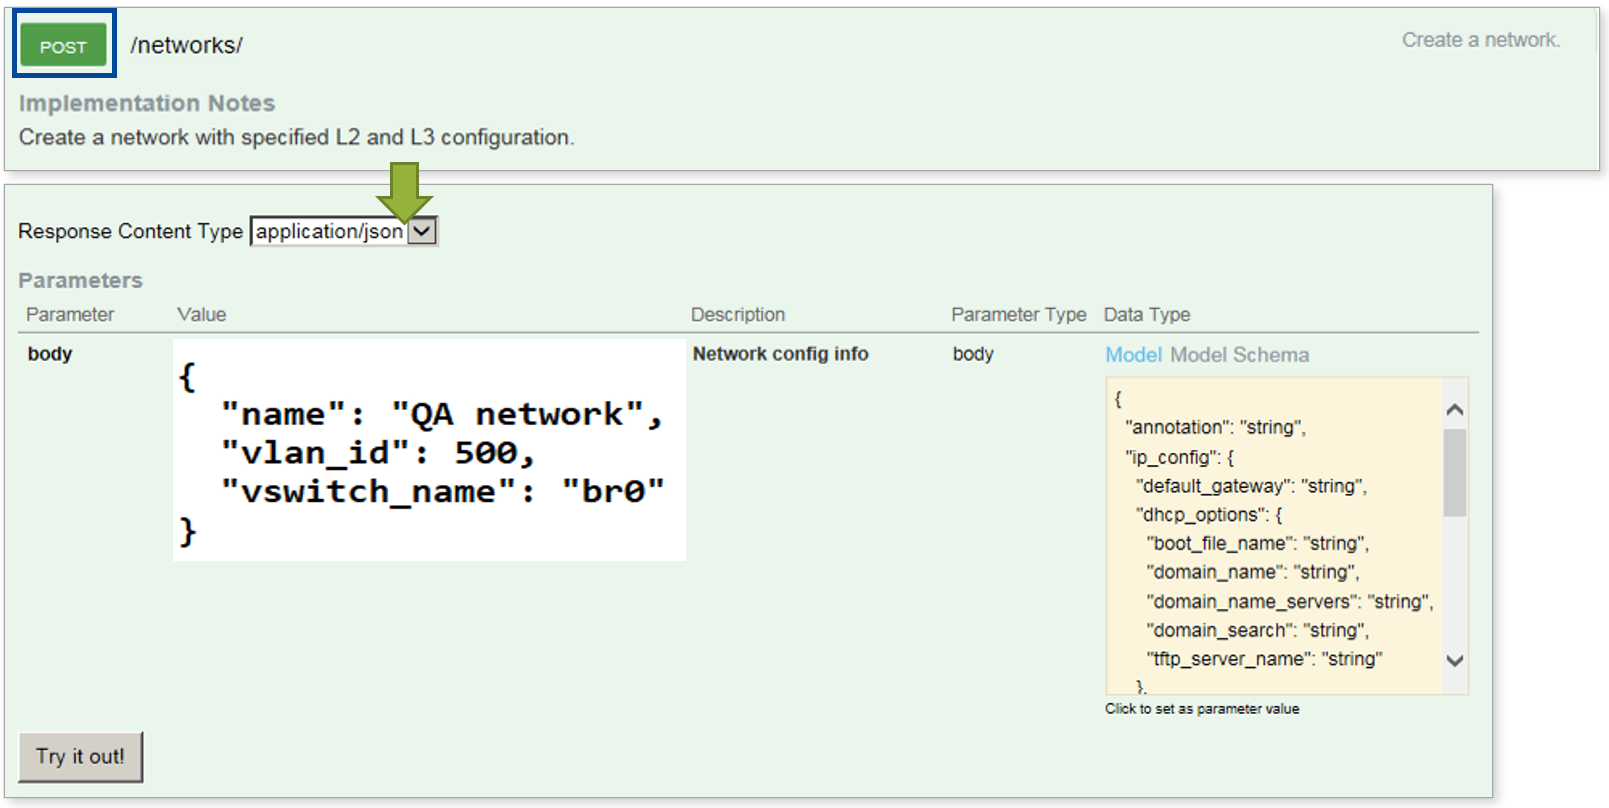 POST /networks/ Create a network.
Implementation Notes
Create a network with specified L2 and L3 configuration.
Response Content Type application/json
Parameters
Parameter Value Description Parameter Type Data Type
body Network config info body Model Model Schema
{
"name": "QA network",
"vlan_id": 500,
"vswitch_name": "br0"
}
{
"annotation": "string",
"ip_config": {
"default_gateway": "string",
"dhcp_options": {
"boot_file_name": "string",
"domain_name": "string",
"domain_name_servers": "string",
"domain_search": "string",
"tftp_server_name": "string"
},
Click to set as parameter value
Try it out!